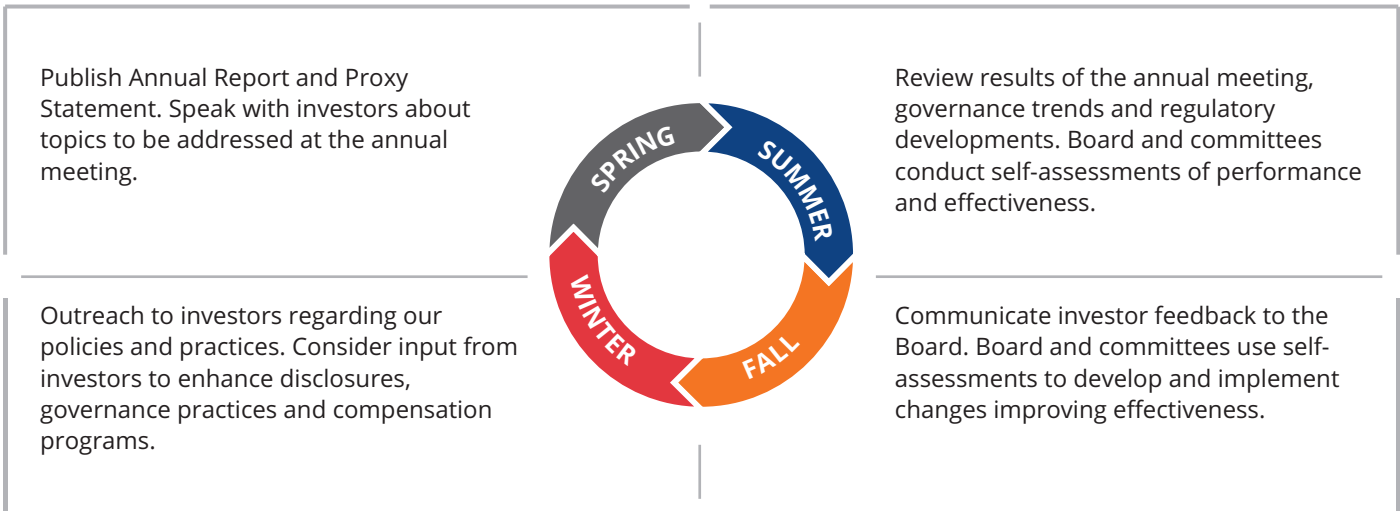 Publish Annual Report and Proxy
Statement. Speak with investors about
topics to be addressed at the annual
meeting.
Review results of the annual meeting,
governance trends and regulatory
developments. Board and committees
conduct self-assessments of performance
and effectiveness.
SPRING
SUMMER
WINTER
FALL
Outreach to investors regarding our
policies and practices. Consider input from
investors to enhance disclosures,
governance practices and compensation
programs.
Communicate investor feedback to the
Board. Board and committees use self-
assessments to develop and implement
changes improving effectiveness.